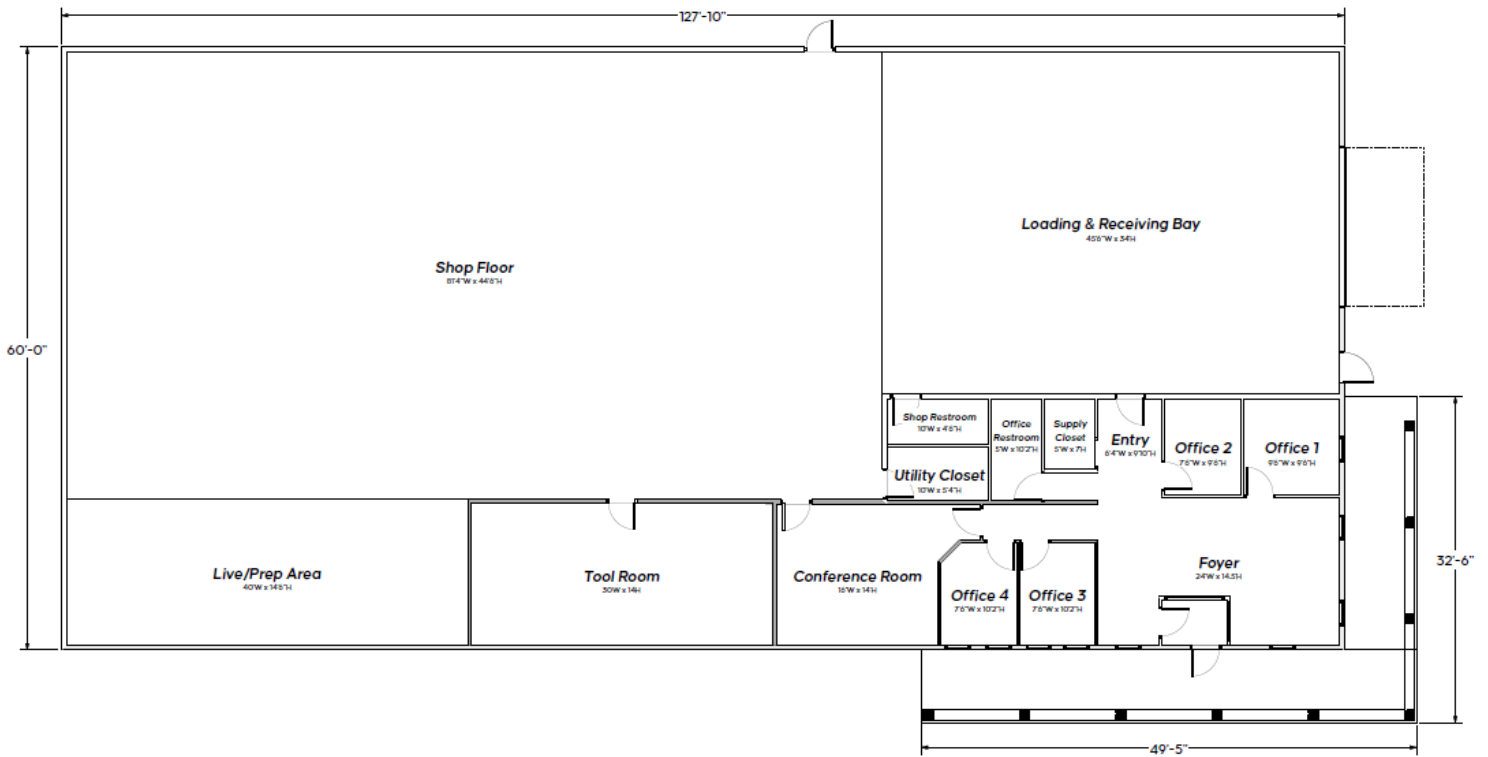 127'-10"
60'-0"
Shop Floor
81'4"W x 44'6"H
Loading & Receiving Bay
45'6"W x 34'H
Shop Restroom
10'W x 4'6"H
Office
Restroom
5'W x 10'2"H
Supply
Closet
5'W x 7'H
Entry
6'4"W x 9'10"H
Office 2
7'6"W x 9'6"H
Office 1
9'6"W x 9'6"H
Utility Closet
10'W x 5'4"H
Live/Prep Area
40'W x 14'6"H
Tool Room
30'W x 14'H
Conference Room
16'W x 14'H
Office 4
7'6"W x 10'2"H
Office 3
7'6"W x 10'2"H
Foyer
24'W x 14.5'H
32'-6"
49'-5"